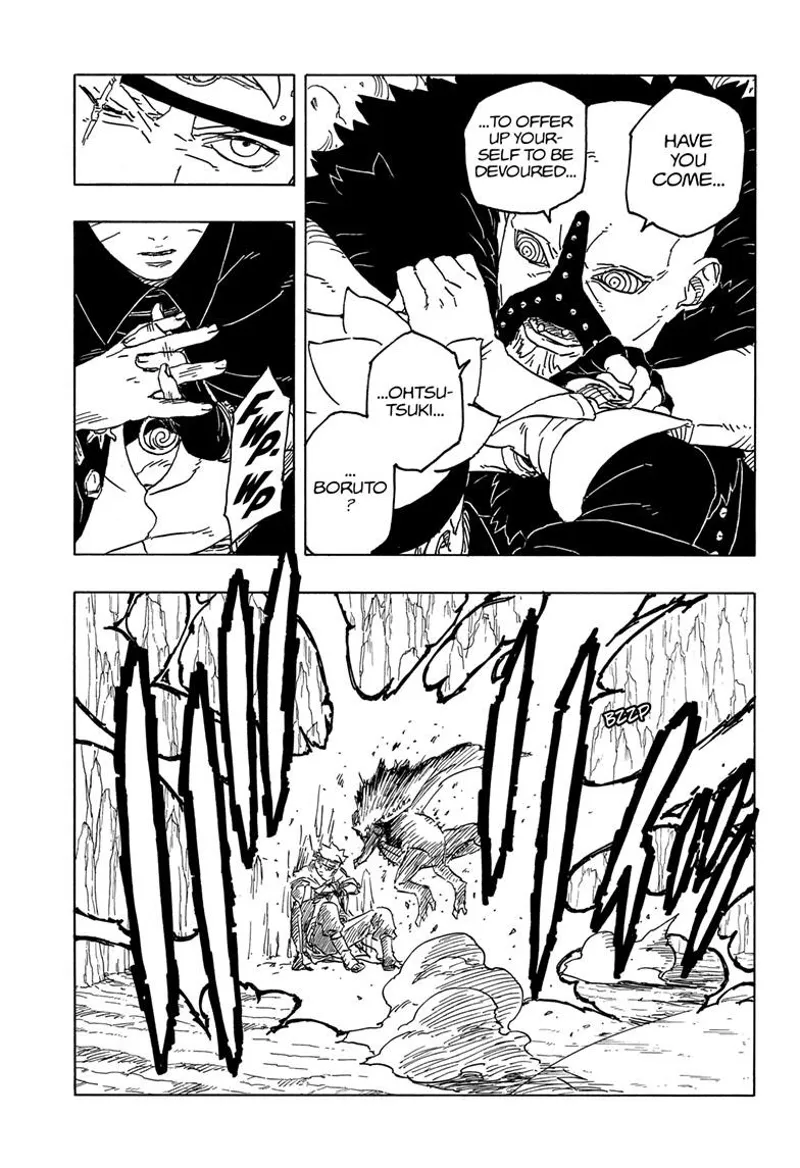 HAVE
YOU
COME...
...TO OFFER
UP YOUR-
SELF TO BE
DEVOURED...
...OHTSU-
TSUKI...
...
BORUTO
?
FWP-
WP
BZZP